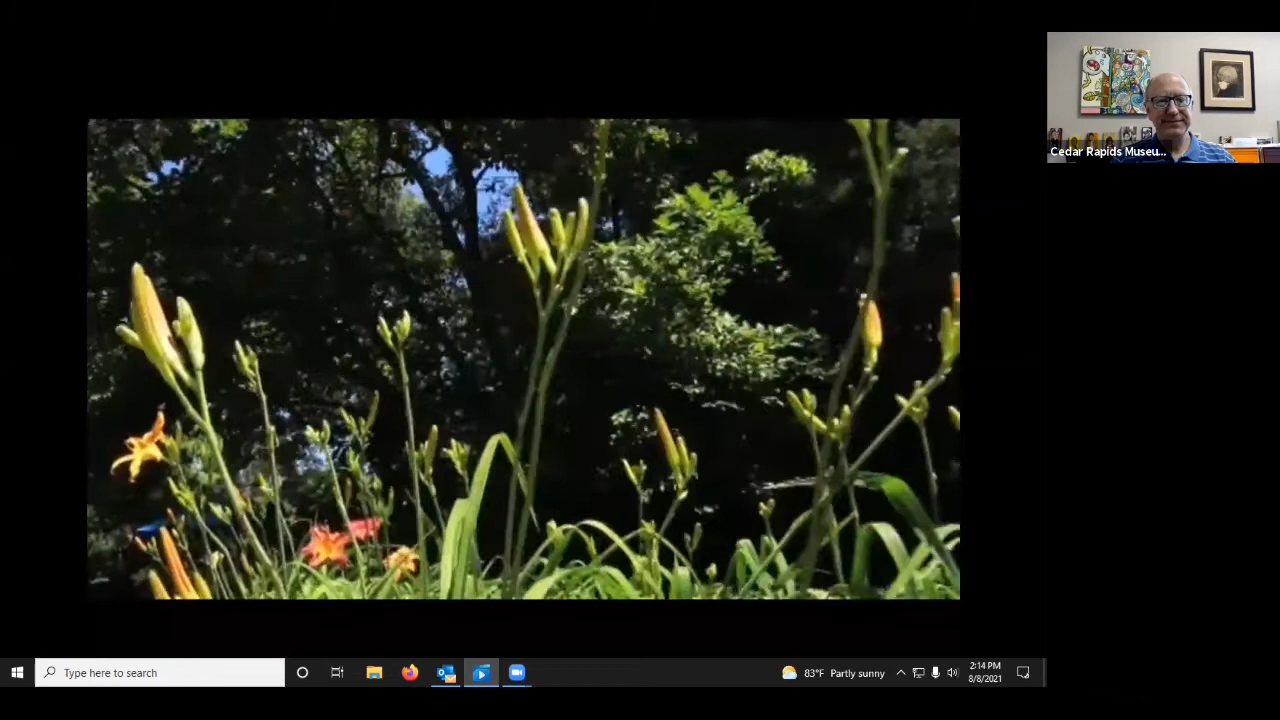 Cedar Rapids Museu...
Type here to search
83°F Partly sunny
2:14 PM
8/8/2021